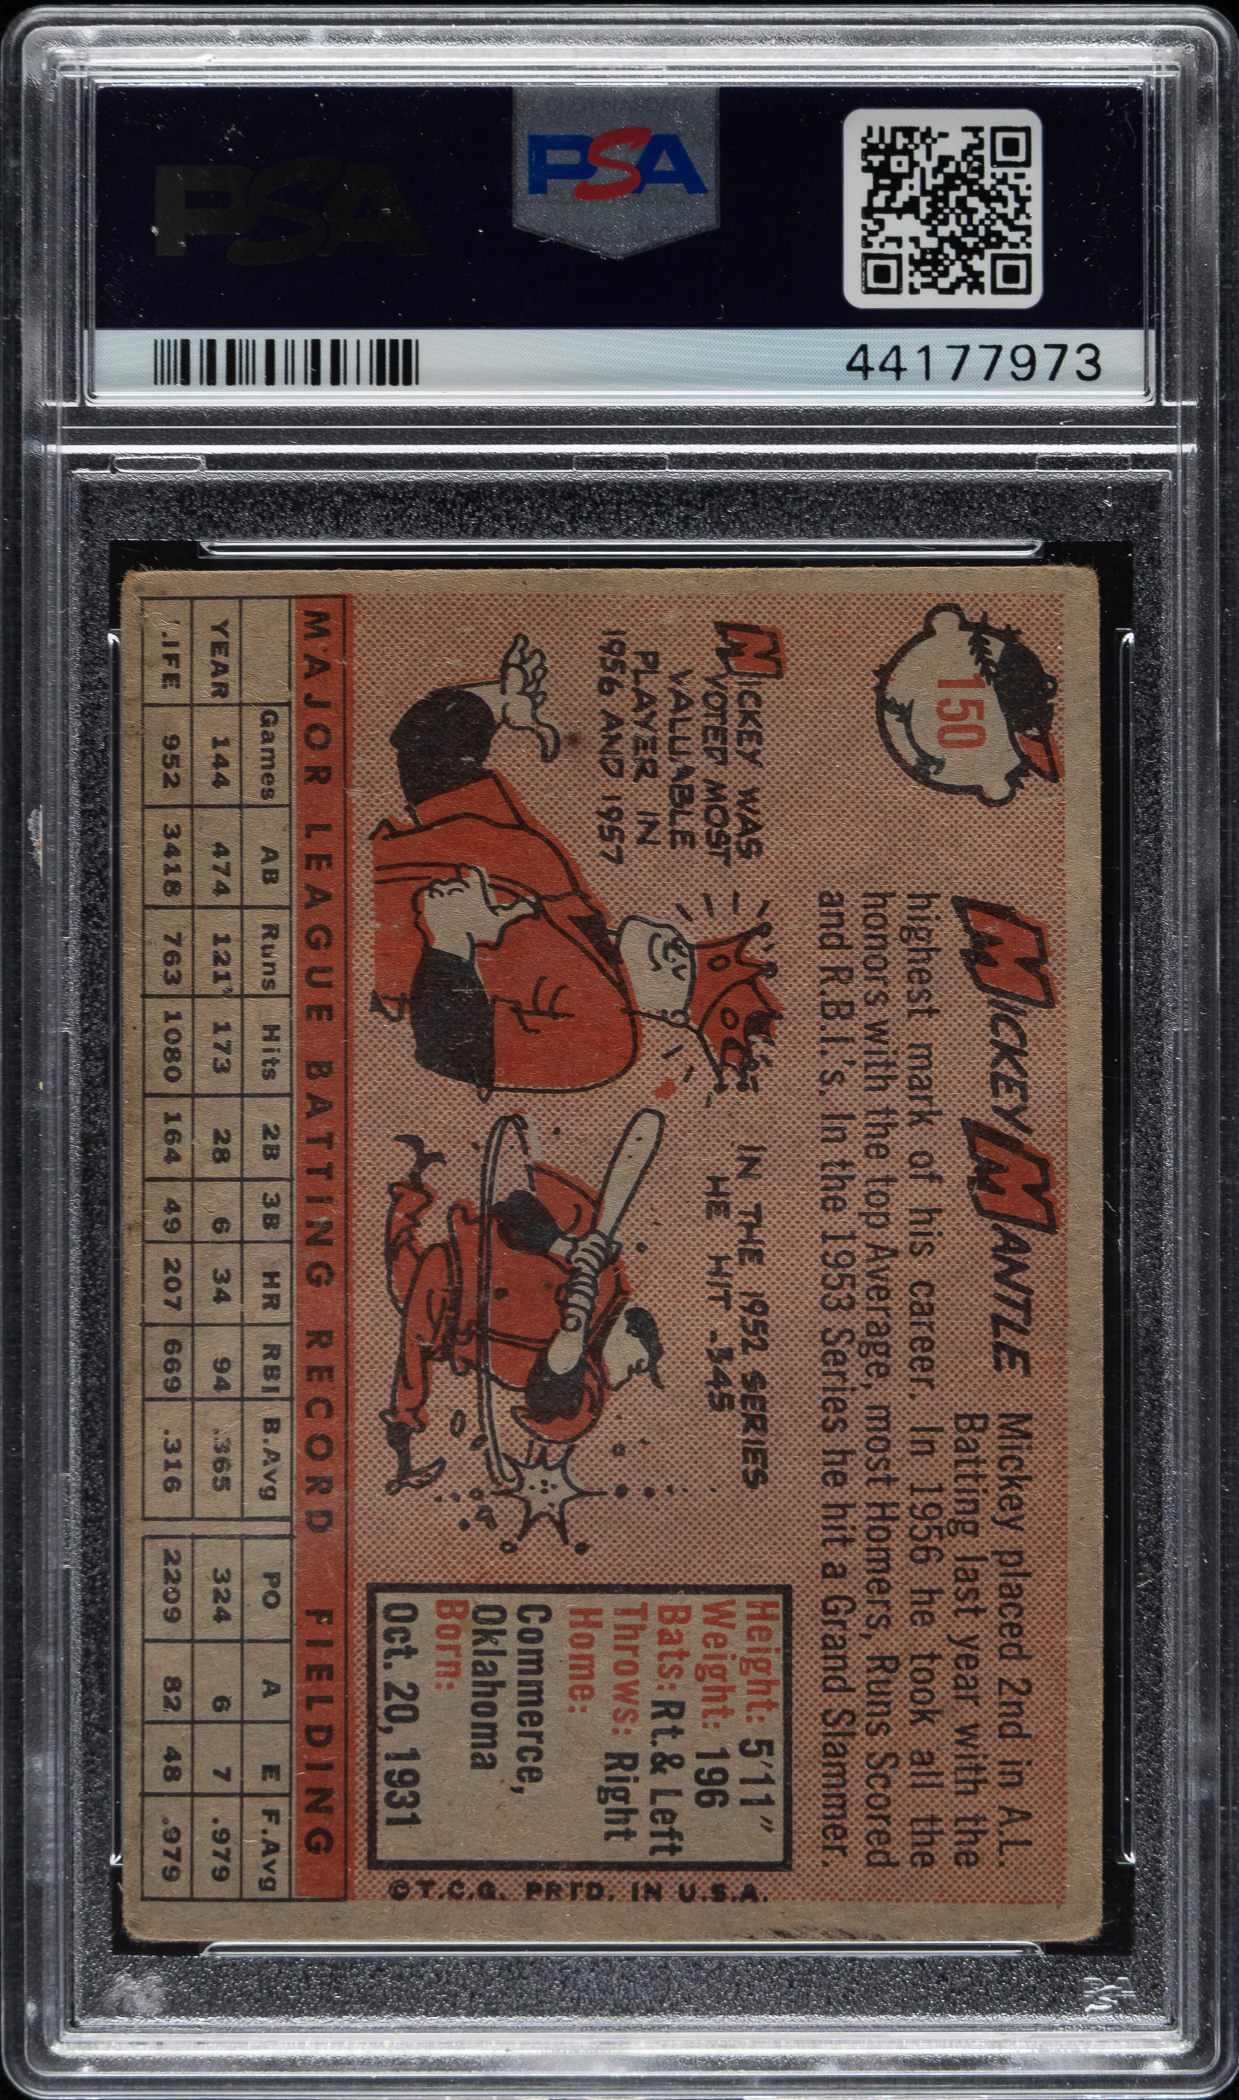 PSA
PSA
44177973
150
MICKEY MANTLE
Mickey placed 2nd in A.L.
Batting last year with the
highest mark of his career. In 1956 he took all the
honors with the top Average, most Homers, Runs Scored
and R.B.I.'s. In the 1953 Series he hit a Grand Slammer.
MICKEY WAS
VOTED MOST
VALUABLE
PLAYER IN
1956 AND 1957
IN THE 1952 SERIES
HE HIT .345
Height: 5'11"
Weight: 196
Bats: Rt. & Left
Throws: Right
Home:
Commerce,
Oklahoma
Born:
Oct. 20, 1931
© T.C.G. PRTD. IN U.S.A.
MAJOR LEAGUE BATTING RECORD FIELDING
Games AB Runs Hits 2B 3B HR RBI B.Avg PO A E F.Avg
YEAR 144 474 121 173 28 6 34 94 .365 324 6 7 .979
LIFE 952 3418 763 1080 164 49 207 669 .316 2209 82 48 .979